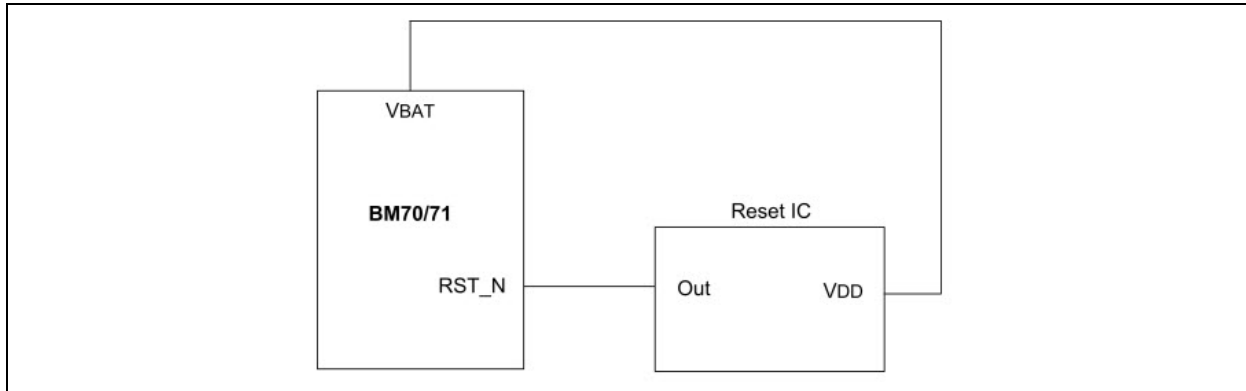 VBAT
BM70/71
Reset IC
RST_N
Out
VDD